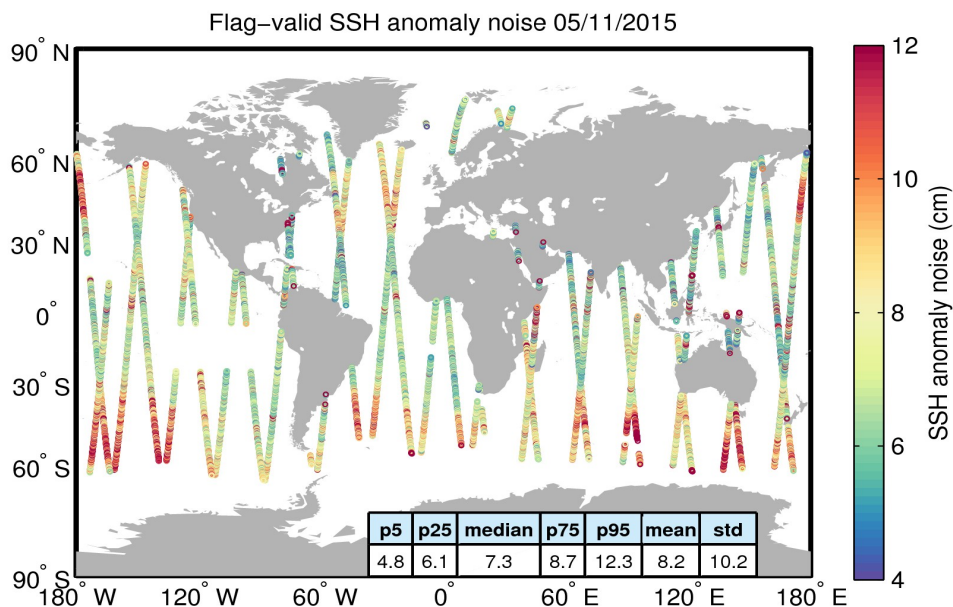 Flag−valid SSH anomaly noise 05/11/2015
90° N
60° N
30° N
0°
30° S
60° S
90° S
180° W 120° W 60° W 0° 60° E 120° E 180° E
p5 p25 median p75 p95 mean std
4.8 6.1 7.3 8.7 12.3 8.2 10.2
12
10
8
6
4
SSH anomaly noise (cm)